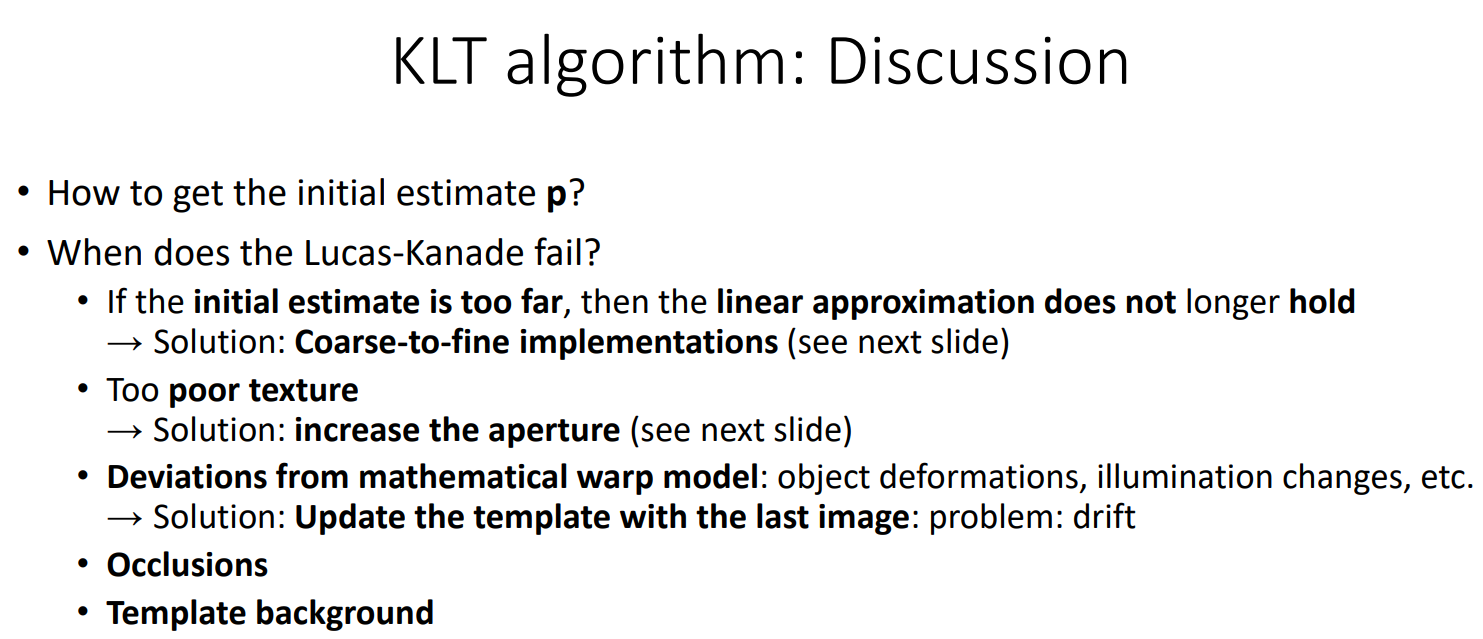 KLT algorithm: Discussion
• How to get the initial estimate p?
• When does the Lucas-Kanade fail?
• If the initial estimate is too far, then the linear approximation does not longer hold
→ Solution: Coarse-to-fine implementations (see next slide)
• Too poor texture
→ Solution: increase the aperture (see next slide)
• Deviations from mathematical warp model: object deformations, illumination changes, etc.
→ Solution: Update the template with the last image: problem: drift
• Occlusions
• Template background